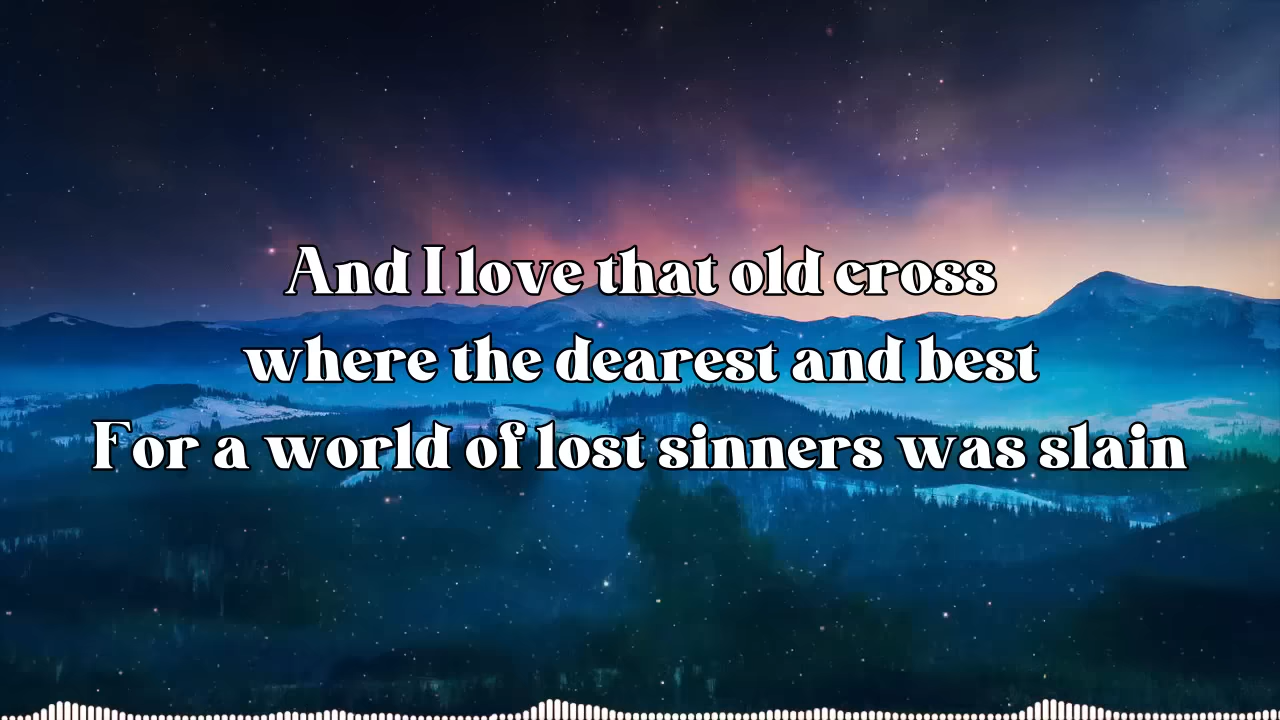 And I love that old cross
where the dearest and best
For a world of lost sinners was slain